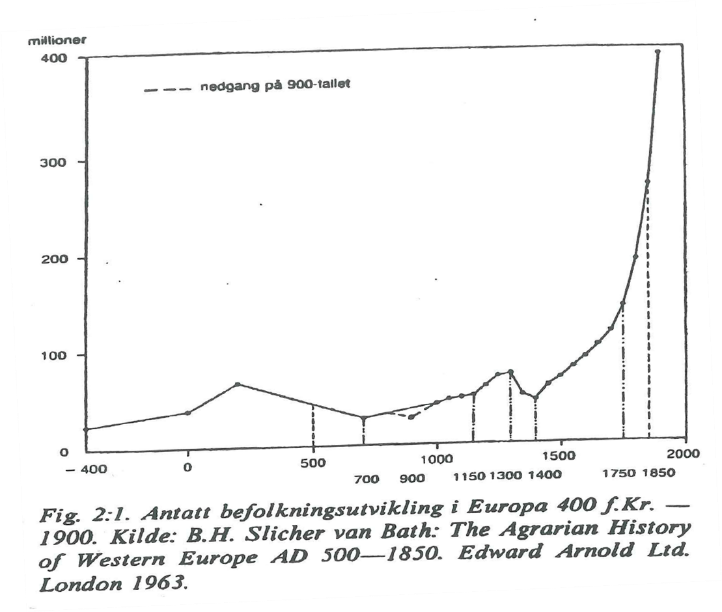 millioner
400
--- nedgang på 900-tallet
300
200
100
0
– 400 0 500 700 900 1000 1150 1300 1400 1500 1750 1850 2000
Fig. 2:1. Antatt befolkningsutvikling i Europa 400 f.Kr. —
1900. Kilde: B.H. Slicher van Bath: The Agrarian History
of Western Europe AD 500—1850. Edward Arnold Ltd.
London 1963.